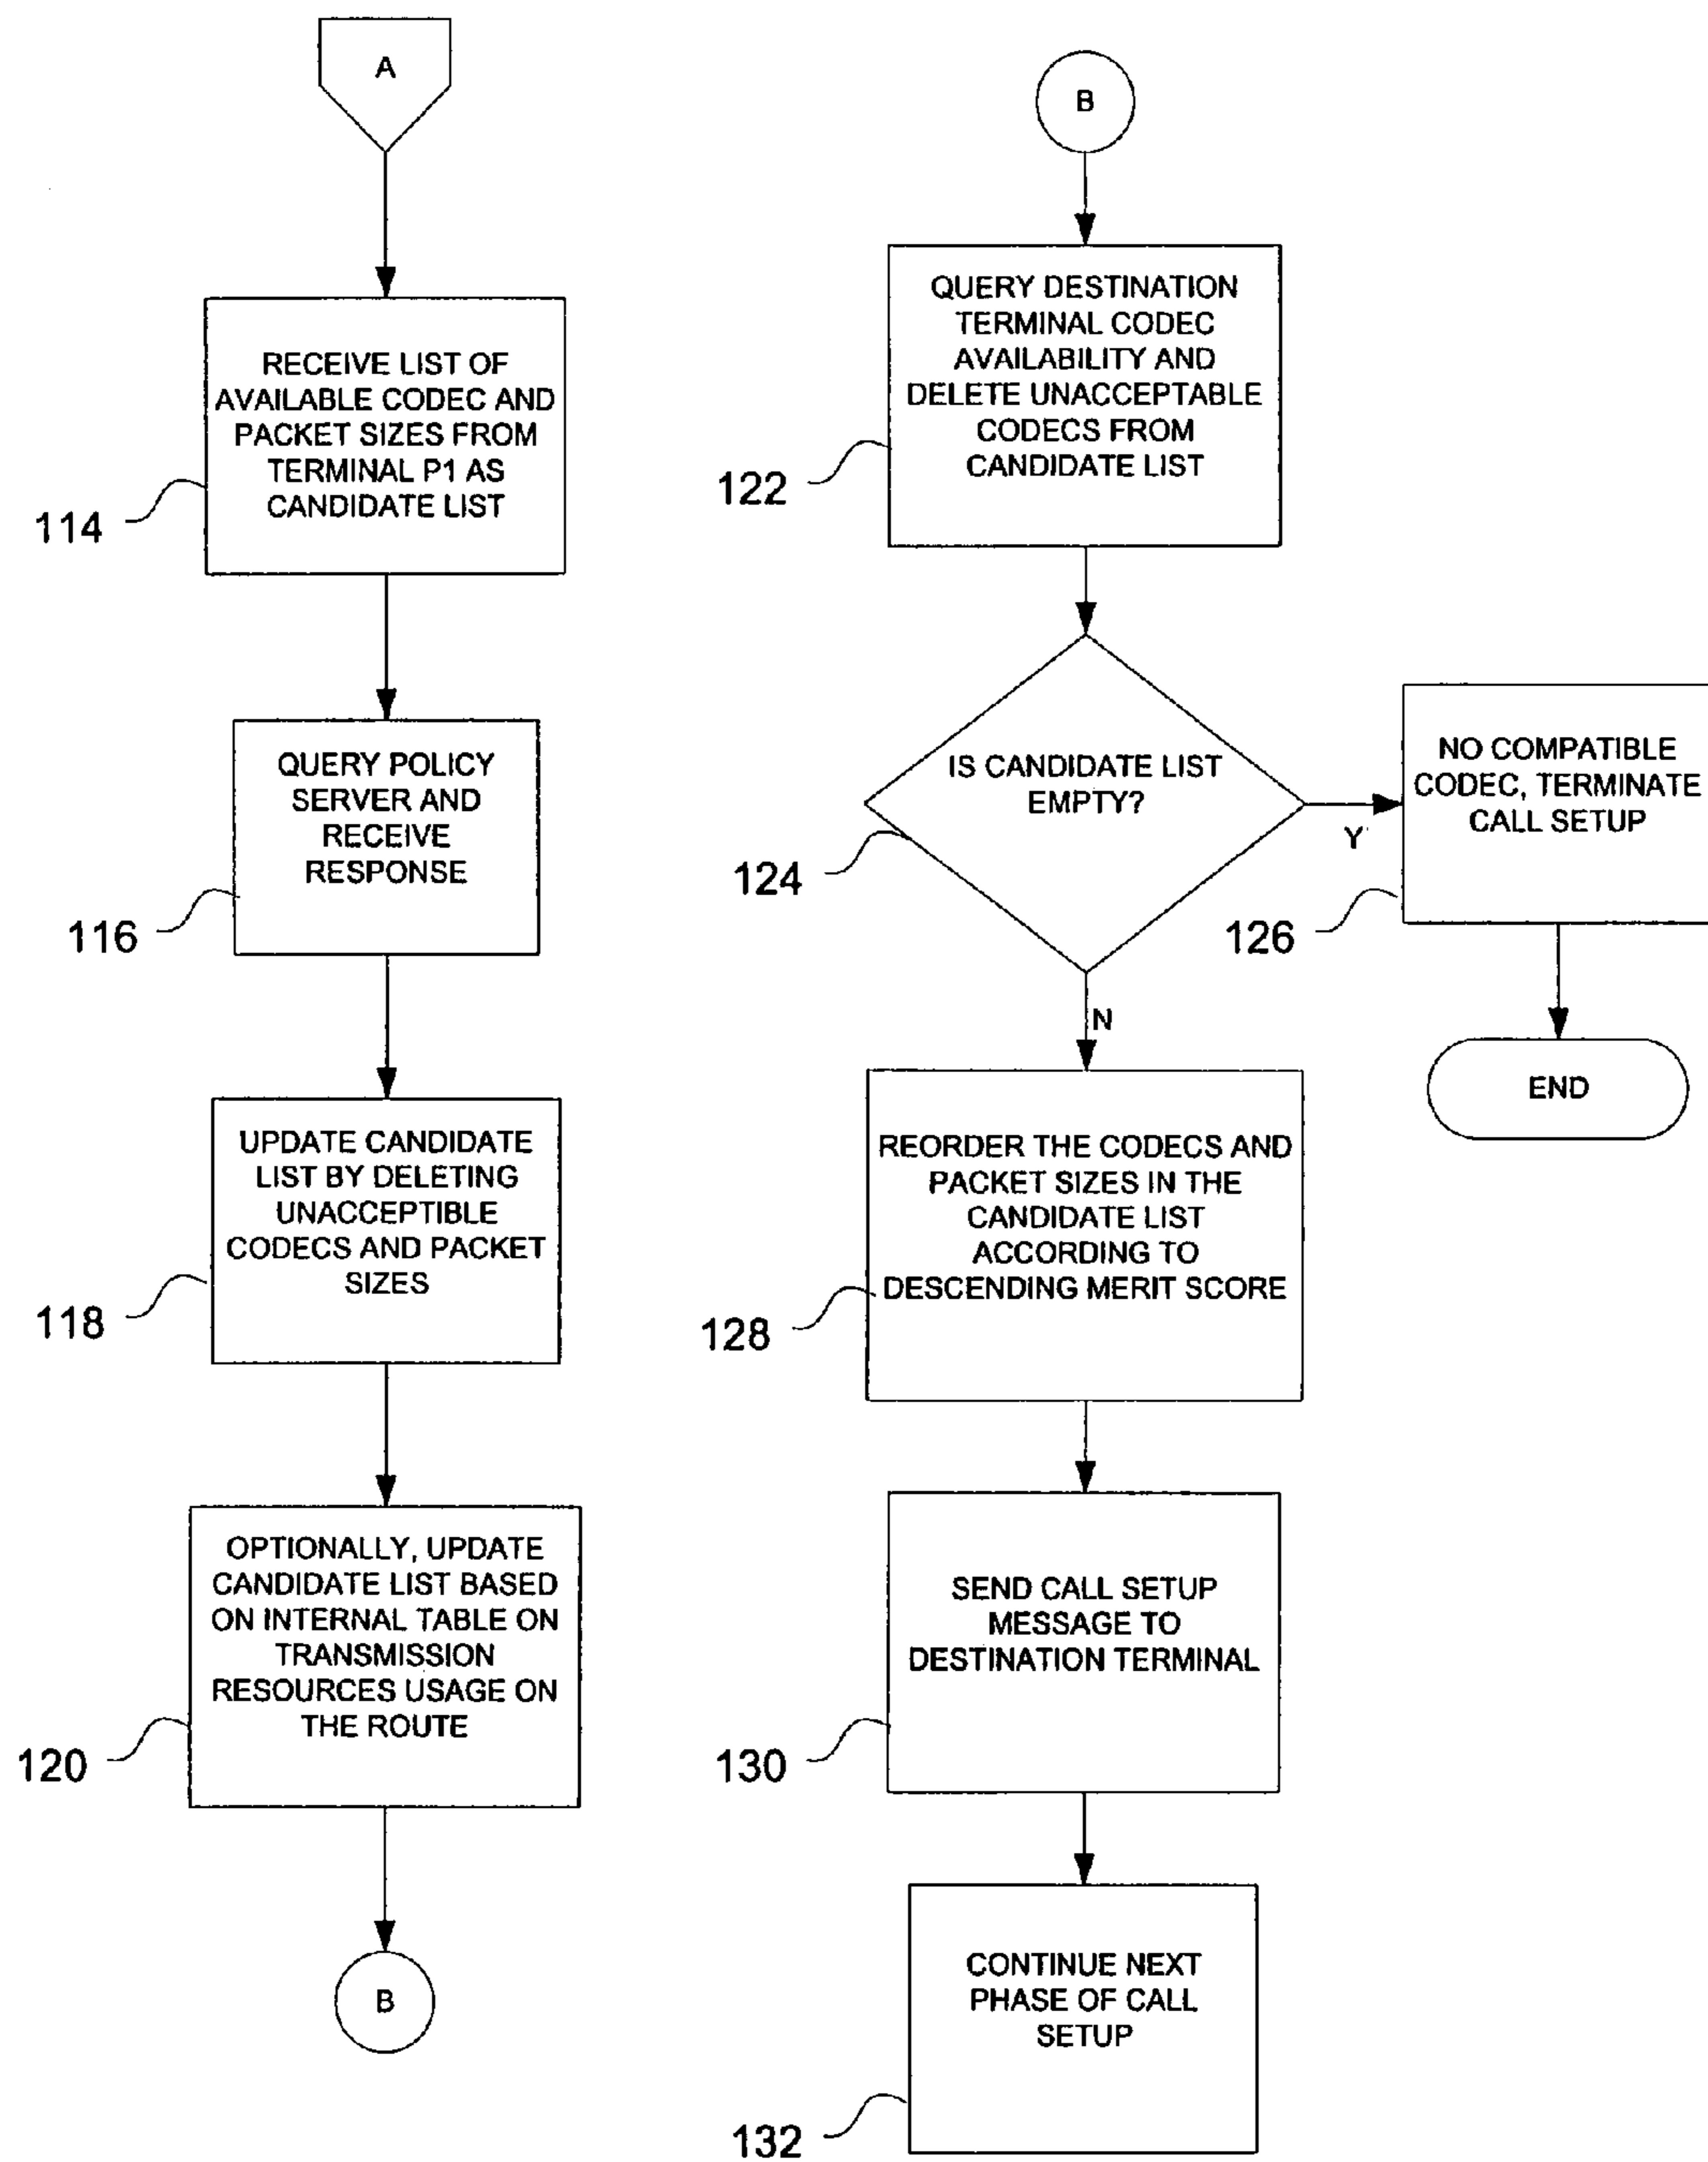 A
RECEIVE LIST OF
AVAILABLE CODEC AND
PACKET SIZES FROM
TERMINAL P1 AS
CANDIDATE LIST
114
QUERY POLICY
SERVER AND
RECEIVE
RESPONSE
116
UPDATE CANDIDATE
LIST BY DELETING
UNACCEPTIBLE
CODECS AND PACKET
SIZES
118
OPTIONALLY, UPDATE
CANDIDATE LIST BASED
ON INTERNAL TABLE ON
TRANSMISSION
RESOURCES USAGE ON
THE ROUTE
120
B
B
QUERY DESTINATION
TERMINAL CODEC
AVAILABILITY AND
DELETE UNACCEPTABLE
CODECS FROM
CANDIDATE LIST
122
IS CANDIDATE LIST
EMPTY?
124
Y
NO COMPATIBLE
CODEC, TERMINATE
CALL SETUP
126
END
N
REORDER THE CODECS AND
PACKET SIZES IN THE
CANDIDATE LIST
ACCORDING TO
DESCENDING MERIT SCORE
128
SEND CALL SETUP
MESSAGE TO
DESTINATION TERMINAL
130
CONTINUE NEXT
PHASE OF CALL
SETUP
132